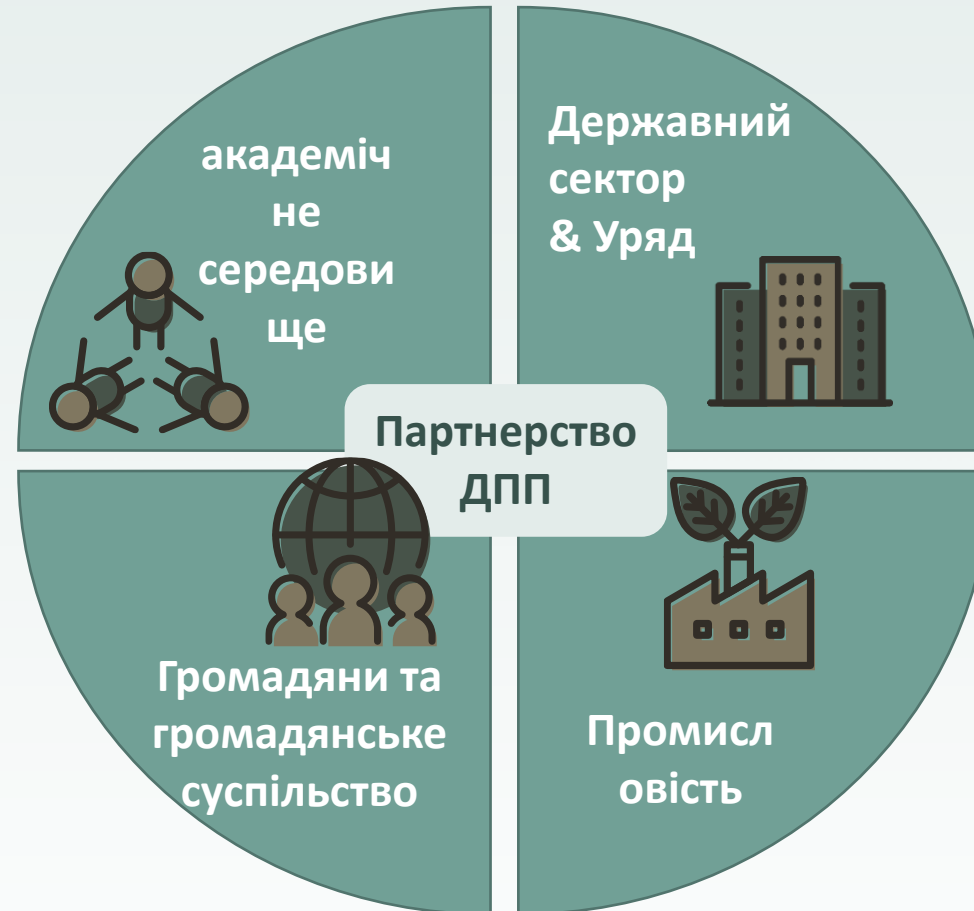 академіч
не
середови
ще
Державний
сектор
& Уряд
Партнерство
ДПП
Громадяни та
громадянське
суспільство
Промисл
овість